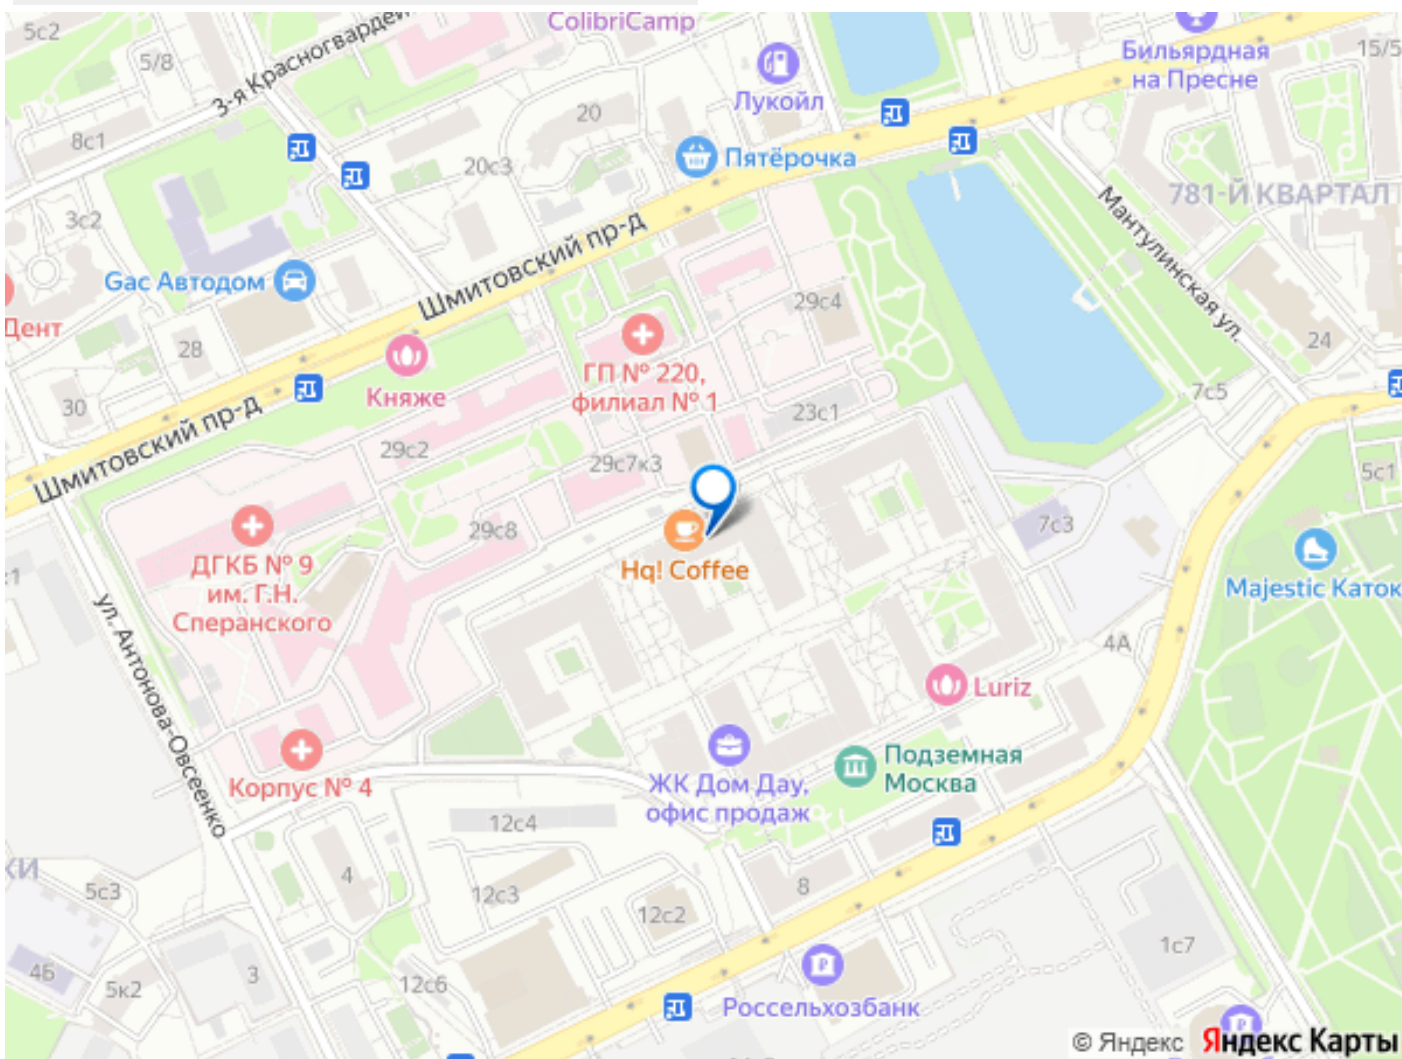 5с2
5/8
3-я Красногвардей
ColibriCamp
Лукойл
Бильярдная
на Пресне
15/5
8с1
20
20с3
Пятёрочка
781-Й КВАРТАЛ
Мантулинская ул.
3с2
Gac Автодом
Шмитовский пр-д
29с4
Дент
28
ГП № 220,
филиал № 1
24
7с5
30
Княже
23с1
Шмитовский пр-д
29с2
29с7к3
5с1
29с8
7с3
ДГКБ № 9
им. Г.Н.
Сперанского
Hq! Coffee
Majestic Каток
:1
ул. Антонова-Овсеенко
4А
Luriz
Корпус № 4
ЖК Дом Дау,
офис продаж
Подземная
Москва
12с4
КИ
5с3
4
12с3
8
12с2
1с7
4Б
5к2
3
12с6
Россельхозбанк
© Яндекс Яндекс Карты